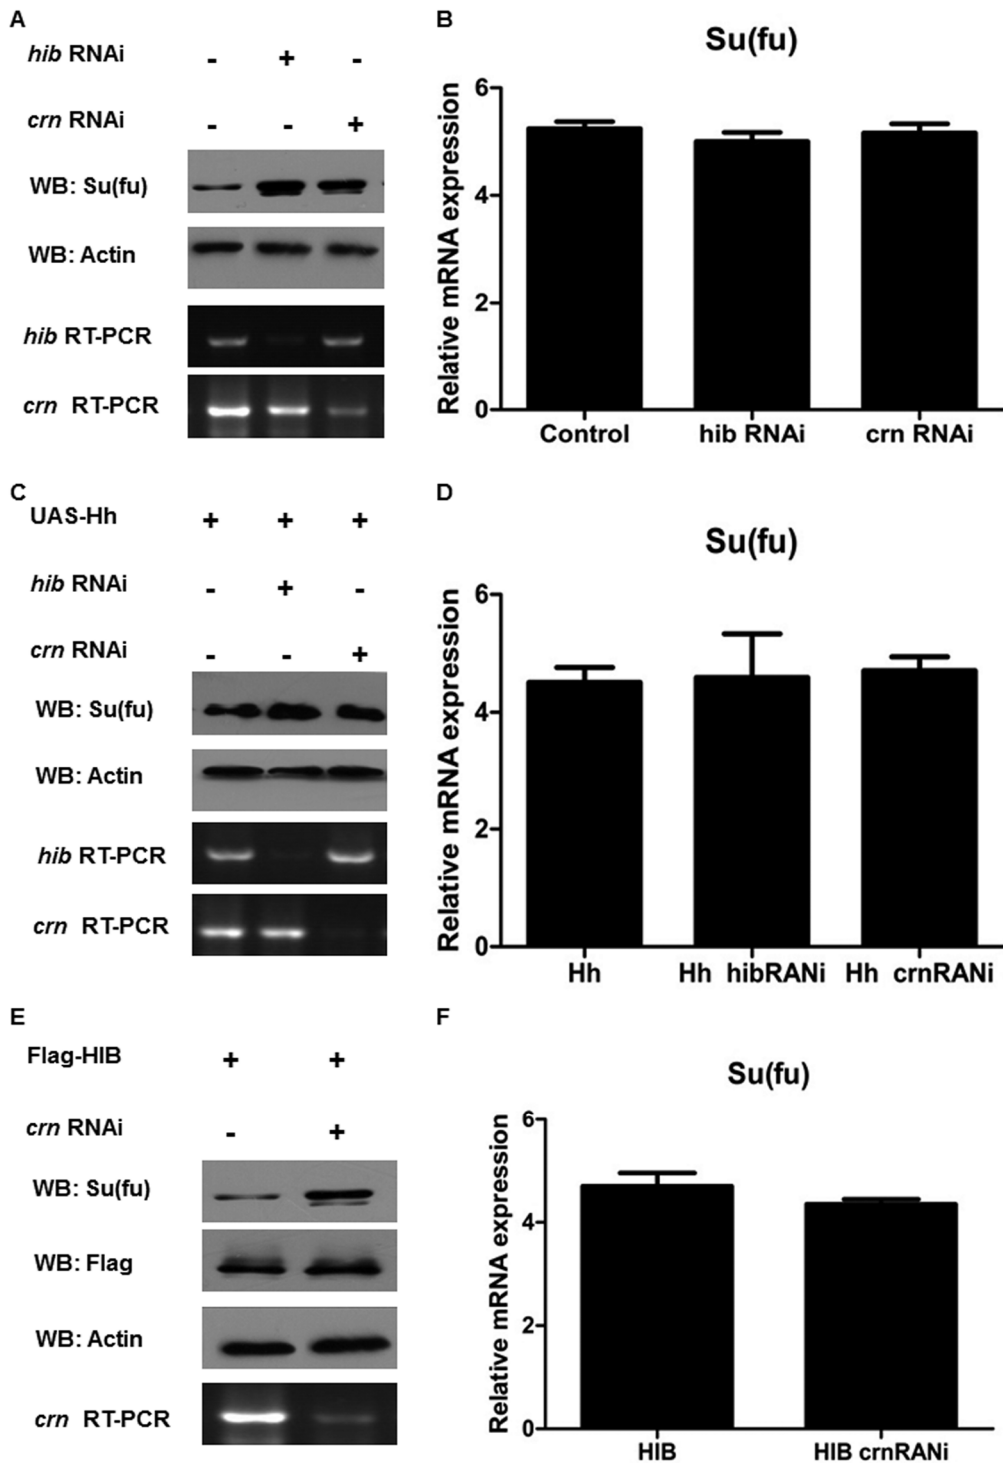 A
hib RNAi - + -
crn RNAi - - +
WB: Su(fu)
WB: Actin
hib RT-PCR
crn RT-PCR
B
Su(fu)
Relative mRNA expression
6
4
2
0
Control hib RNAi crn RNAi
C
UAS-Hh + + +
hib RNAi - + -
crn RNAi - - +
WB: Su(fu)
WB: Actin
hib RT-PCR
crn RT-PCR
D
Su(fu)
Relative mRNA expression
6
4
2
0
Hh Hh hibRANi Hh crnRANi
E
Flag-HIB + +
crn RNAi - +
WB: Su(fu)
WB: Flag
WB: Actin
crn RT-PCR
F
Su(fu)
Relative mRNA expression
6
4
2
0
HIB HIB crnRANi